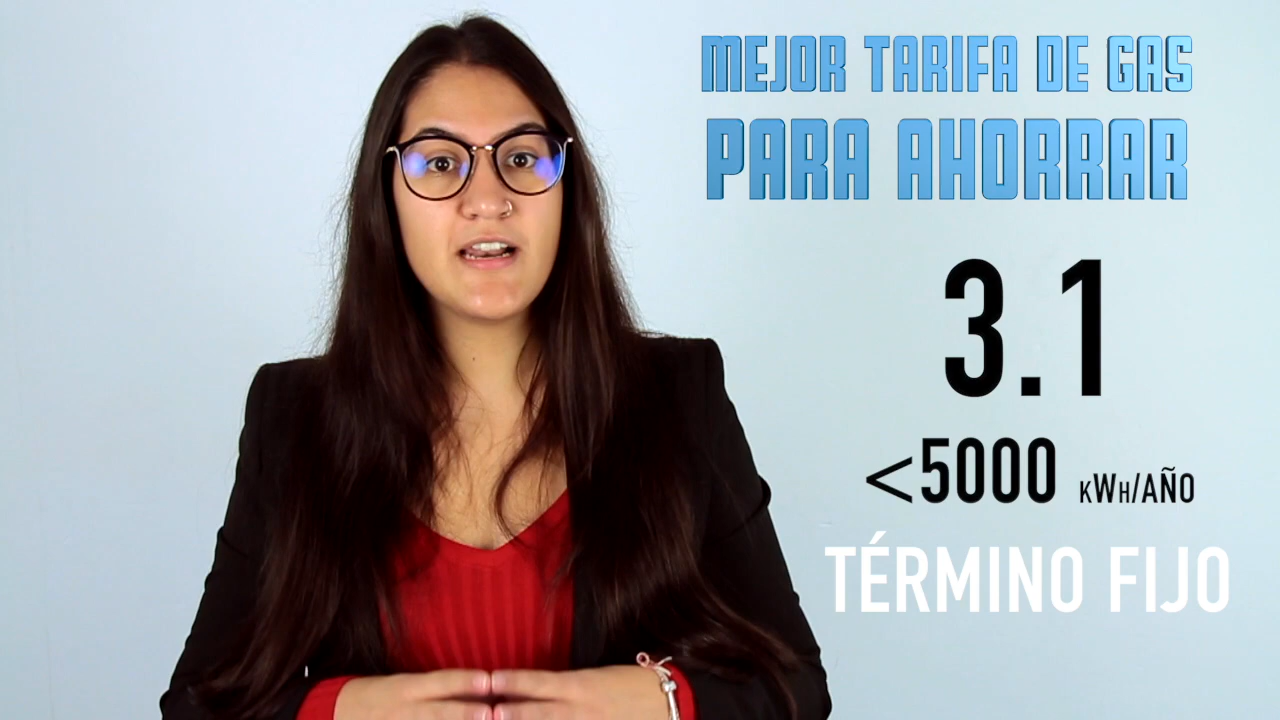 MEJOR TARIFA DE GAS
PARA AHORRAR
3.1
<5000 KWH/AÑO
TÉRMINO FIJO